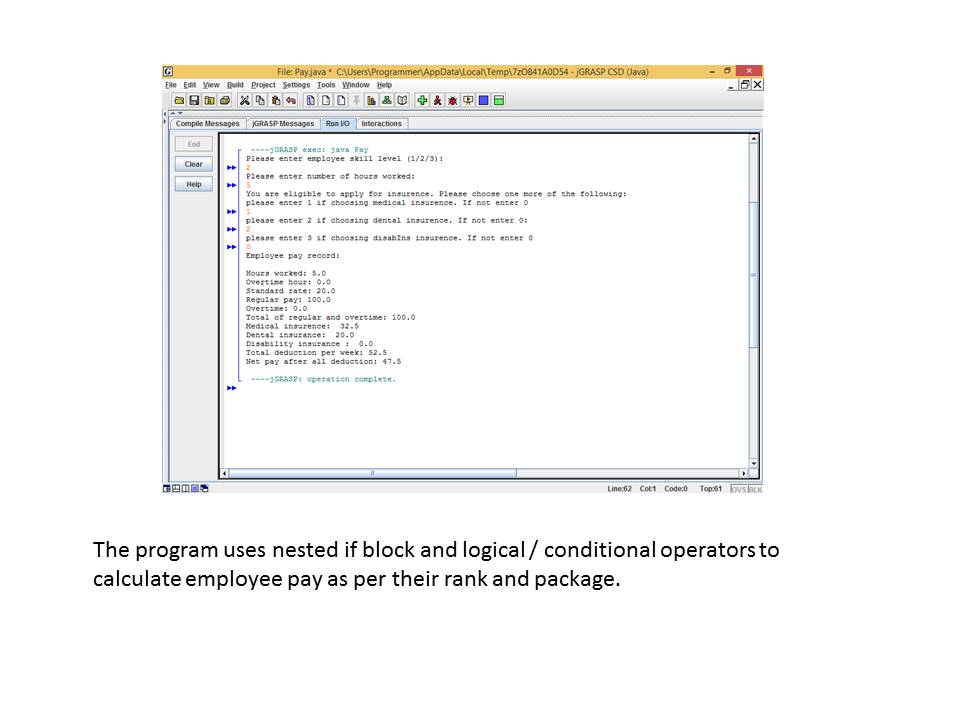 File: Pay.java * C:\Users\Programmer\AppData\Local\Temp\7zO841A0D54 - jGRASP CSD (Java)
File Edit View Build Project Settings Tools Window Help
Compile Messages jGRASP Messages Run I/O Interactions
End
Clear
Help
----jGRASP exec: java Pay
Please enter employee skill level (1/2/3):
2
Please enter number of hours worked:
5
You are eligible to apply for insurence. Please choose one more of the following:
please enter 1 if choosing medical insurence. If not enter 0
1
please enter 2 if choosing dental insurence. If not enter 0:
2
please enter 3 if choosing disabIns insurence. If not enter 0
0
Employee pay record:
Hours worked: 5.0
Overtime hour: 0.0
Standard rate: 20.0
Regular pay: 100.0
Overtime: 0.0
Total of regular and overtime: 100.0
Medical insurence: 32.5
Dental insurance: 20.0
Disability insurance : 0.0
Total deduction per week: 52.5
Net pay after all deduction: 47.5
----jGRASP: operation complete.
Line:62 Col:1 Code:0 Top:61 OVS BLK
The program uses nested if block and logical / conditional operators to
calculate employee pay as per their rank and package.